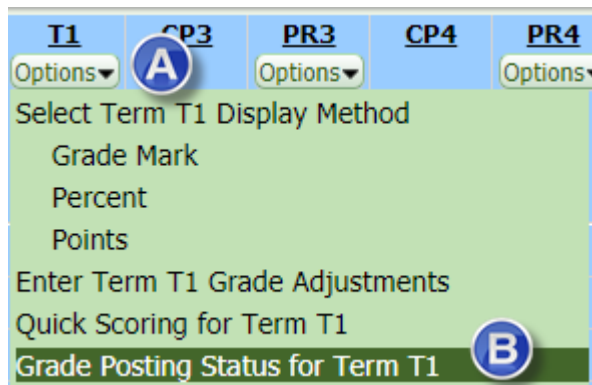 T1 CP3 PR3 CP4 PR4
Options A Options Options
Select Term T1 Display Method
Grade Mark
Percent
Points
Enter Term T1 Grade Adjustments
Quick Scoring for Term T1
Grade Posting Status for Term T1 B